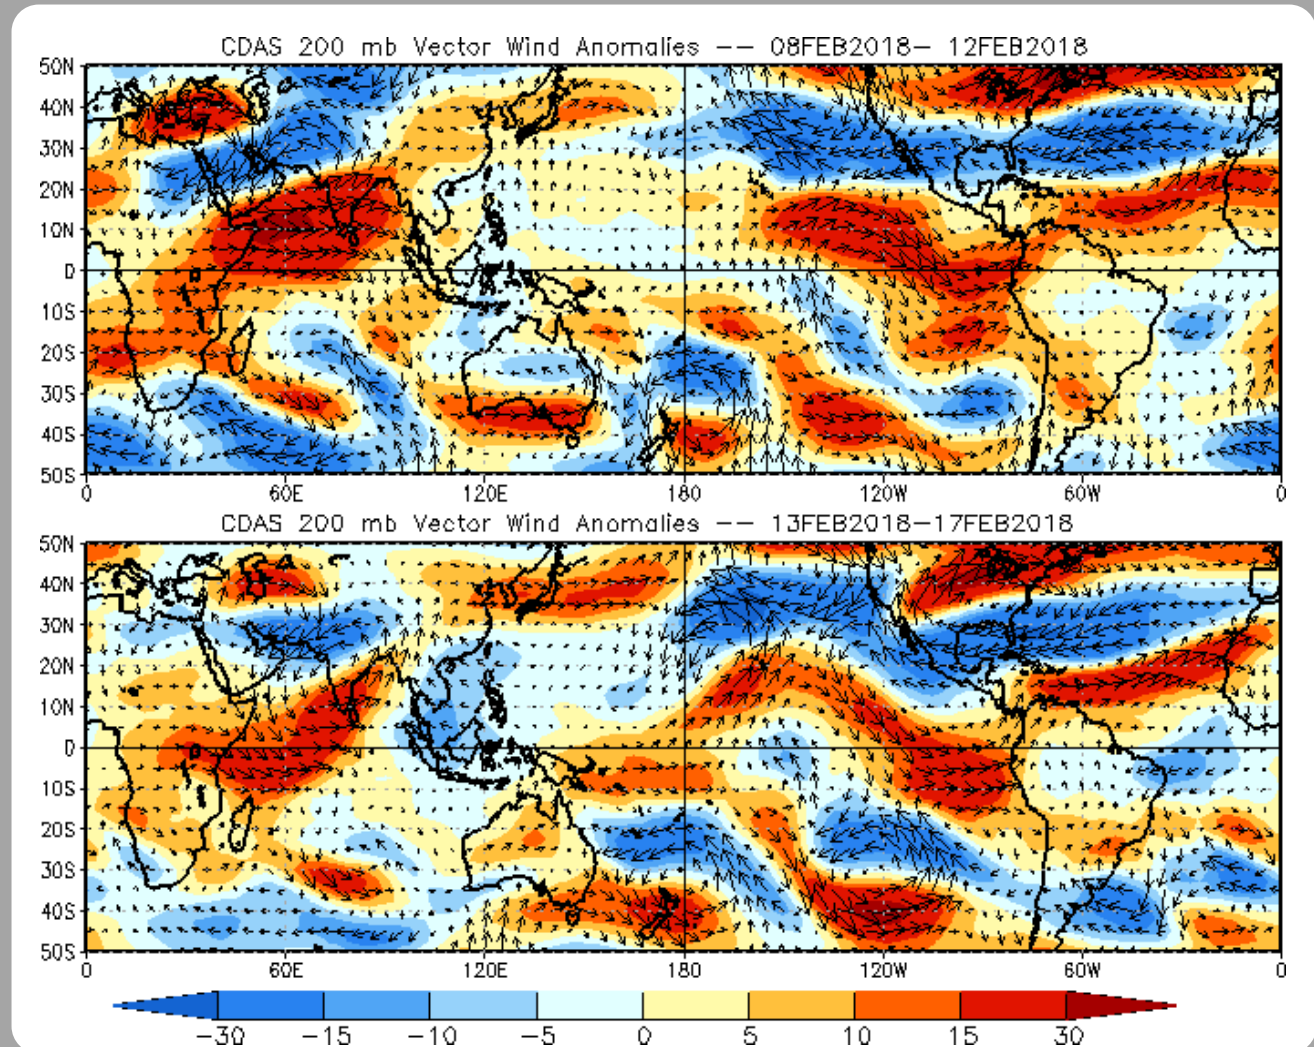 CDAS 200 mb Vector Wind Anomalies -- 08FEB2018- 12FEB2018
50N
40N
30N
20N
10N
0
10S
20S
30S
40S
50S
0 60E 120E 180 120W 60W 0
CDAS 200 mb Vector Wind Anomalies -- 13FEB2018-17FEB2018
50N
40N
30N
20N
10N
0
10S
20S
30S
40S
50S
0 60E 120E 180 120W 60W 0
-30 -15 -10 -5 0 5 10 15 30